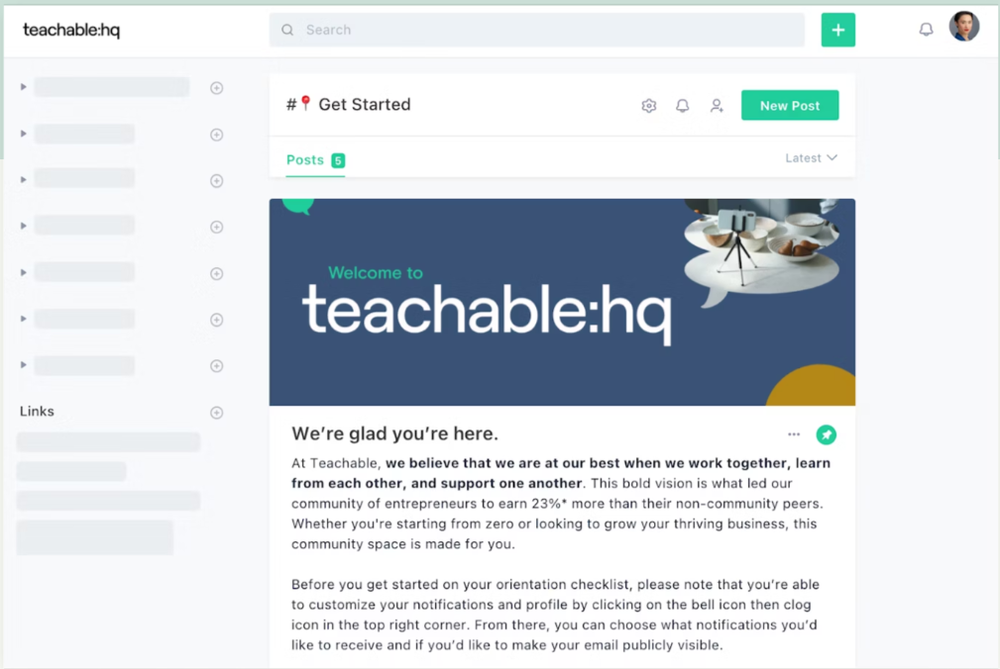 teachable:hq
Search
+
#📍 Get Started
New Post
Posts 5
Latest
Welcome to
teachable:hq
We’re glad you’re here.
At Teachable, we believe that we are at our best when we work together, learn
from each other, and support one another. This bold vision is what led our
community of entrepreneurs to earn 23%* more than their non-community peers.
Whether you're starting from zero or looking to grow your thriving business, this
community space is made for you.
Before you get started on your orientation checklist, please note that you’re able
to customize your notifications and profile by clicking on the bell icon then clog
icon in the top right corner. From there, you can choose what notifications you’d
like to receive and if you’d like to make your email publicly visible.
Links